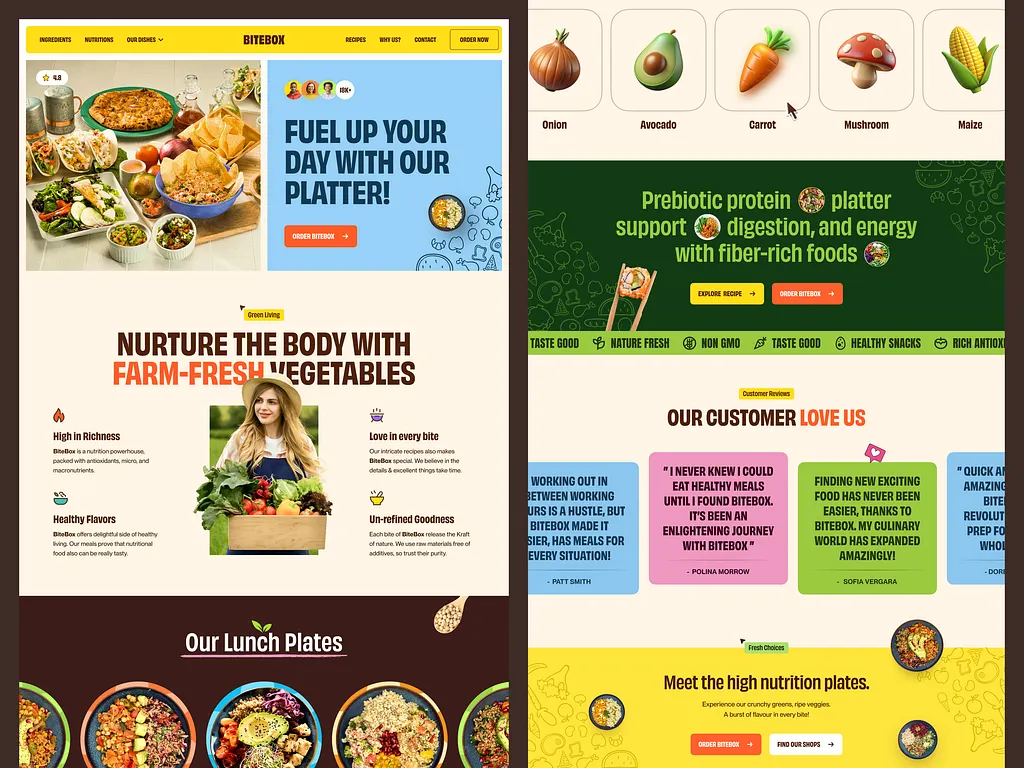 INGREDIENTS NUTRITIONS OUR DISHES BITEBOX RECIPES WHY US? CONTACT ORDER NOW
4.8
18K+
FUEL UP YOUR
DAY WITH OUR
PLATTER!
ORDER BITEBOX
Green Living
NURTURE THE BODY WITH
FARM-FRESH VEGETABLES
High in Richness
BiteBox is a nutrition powerhouse,
packed with antioxidants, micro, and
macronutrients.
Healthy Flavors
BiteBox offers delightful side of healthy
living. Our meals prove that nutritional
food also can be really tasty.
Love in every bite
Our intricate recipes also makes
BiteBox special. We believe in the
details & excellent things take time.
Un-refined Goodness
Each bite of BiteBox release the Kraft
of nature. We use raw materials free of
additives, so trust their purity.
Our Lunch Plates
Onion Avocado Carrot Mushroom Maize
Prebiotic protein platter
support digestion, and energy
with fiber-rich foods
EXPLORE RECIPE ORDER BITEBOX
TASTE GOOD NATURE FRESH NON GMO TASTE GOOD HEALTHY SNACKS RICH ANTIOXI
Customer Reviews
OUR CUSTOMER LOVE US
WORKING OUT IN
BETWEEN WORKING
URS IS A HUSTLE, BUT
BITEBOX MADE IT
SIER, HAS MEALS FOR
EVERY SITUATION!
- PATT SMITH
" I NEVER KNEW I COULD
EAT HEALTHY MEALS
UNTIL I FOUND BITEBOX.
IT'S BEEN AN
ENLIGHTENING JOURNEY
WITH BITEBOX "
- POLINA MORROW
FINDING NEW EXCITING
FOOD HAS NEVER BEEN
EASIER, THANKS TO
BITEBOX. MY CULINARY
WORLD HAS EXPANDED
AMAZINGLY!
- SOFIA VERGARA
" QUICK AN
AMAZING
BITEB
REVOLUT
PREP FO
WHOL
- DORI
Fresh Choices
Meet the high nutrition plates.
Experience our crunchy greens, ripe veggies.
A burst of flavour in every bite!
ORDER BITEBOX FIND OUR SHOPS